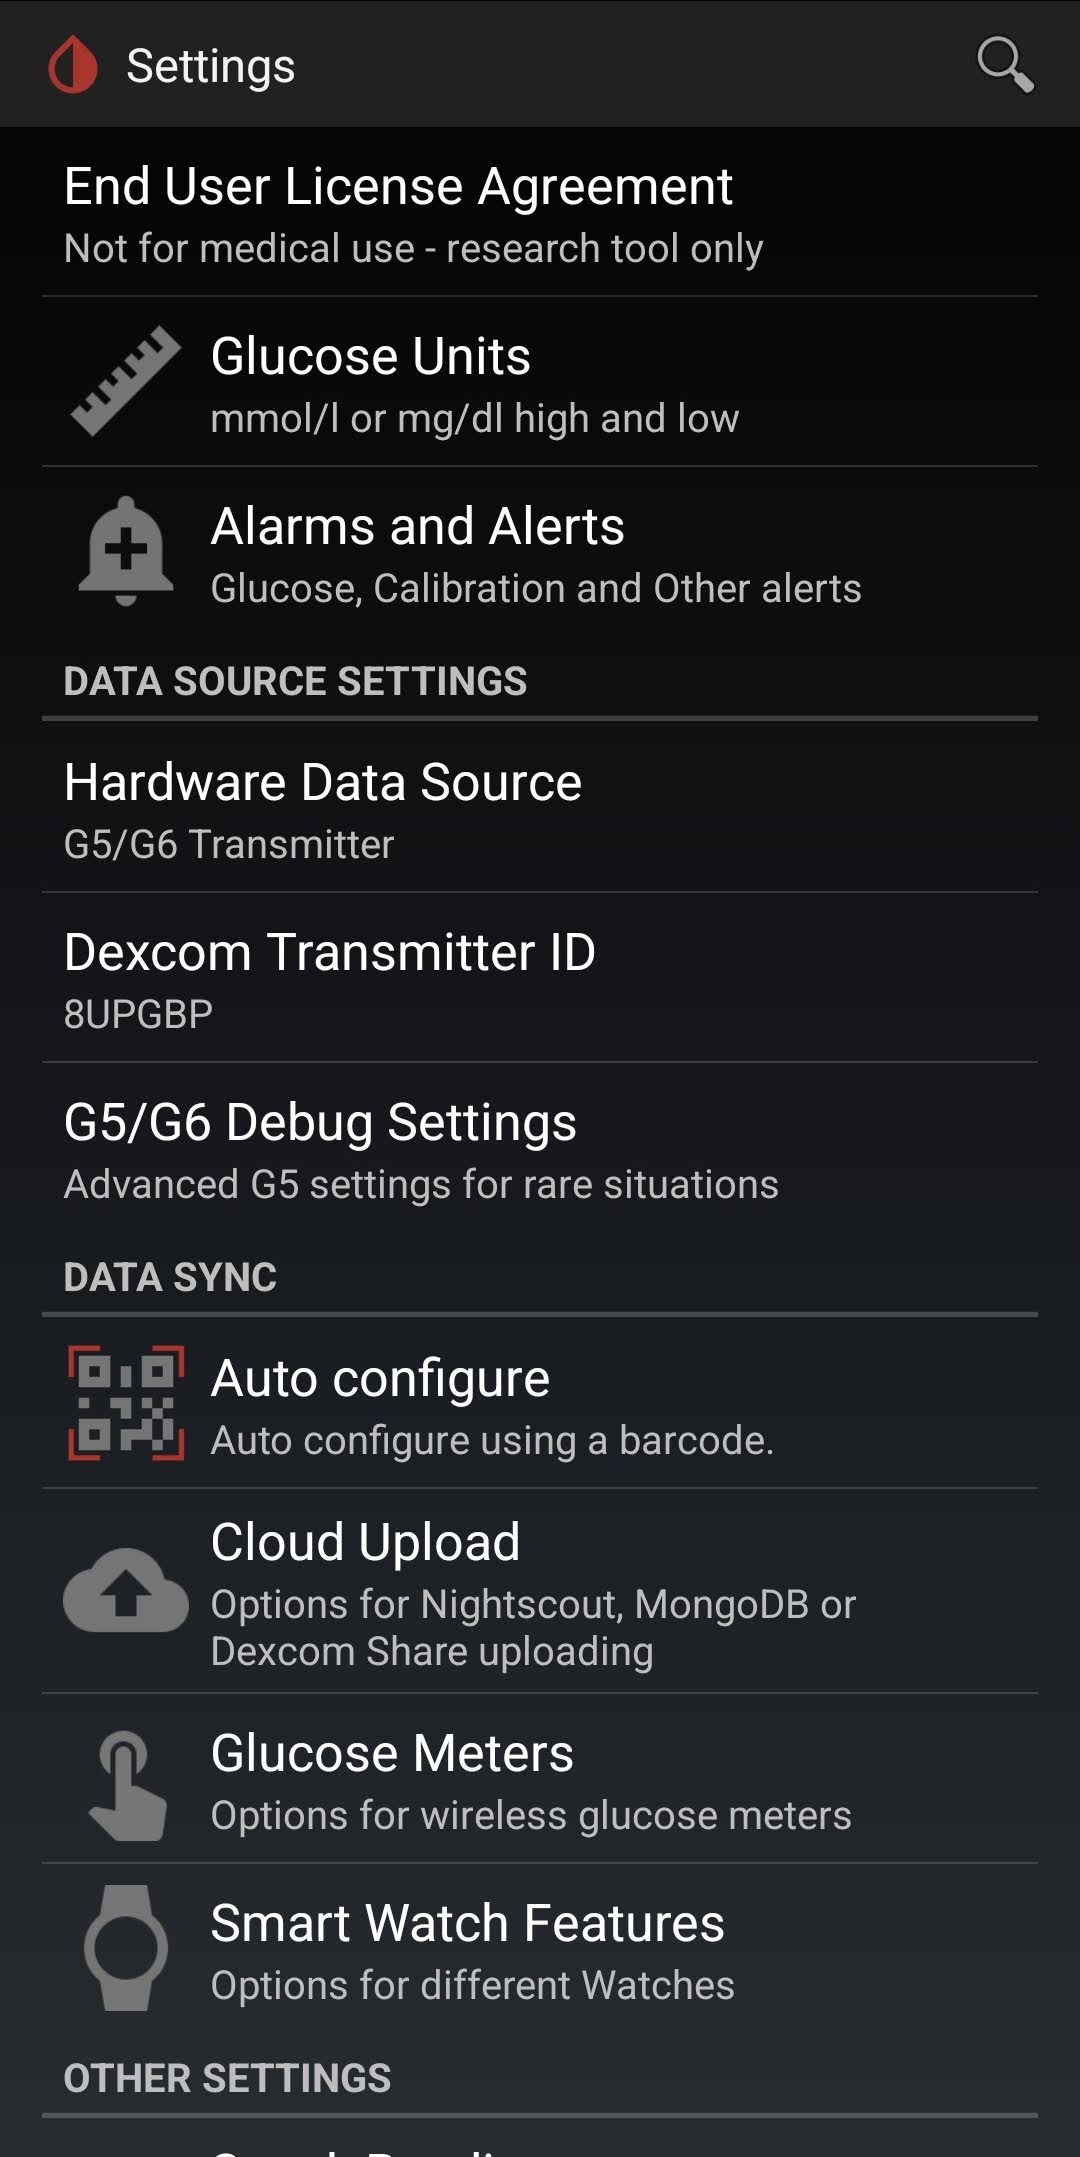 Settings
End User License Agreement
Not for medical use - research tool only
Glucose Units
mmol/l or mg/dl high and low
Alarms and Alerts
Glucose, Calibration and Other alerts
DATA SOURCE SETTINGS
Hardware Data Source
G5/G6 Transmitter
Dexcom Transmitter ID
8UPGBP
G5/G6 Debug Settings
Advanced G5 settings for rare situations
DATA SYNC
Auto configure
Auto configure using a barcode.
Cloud Upload
Options for Nightscout, MongoDB or
Dexcom Share uploading
Glucose Meters
Options for wireless glucose meters
Smart Watch Features
Options for different Watches
OTHER SETTINGS